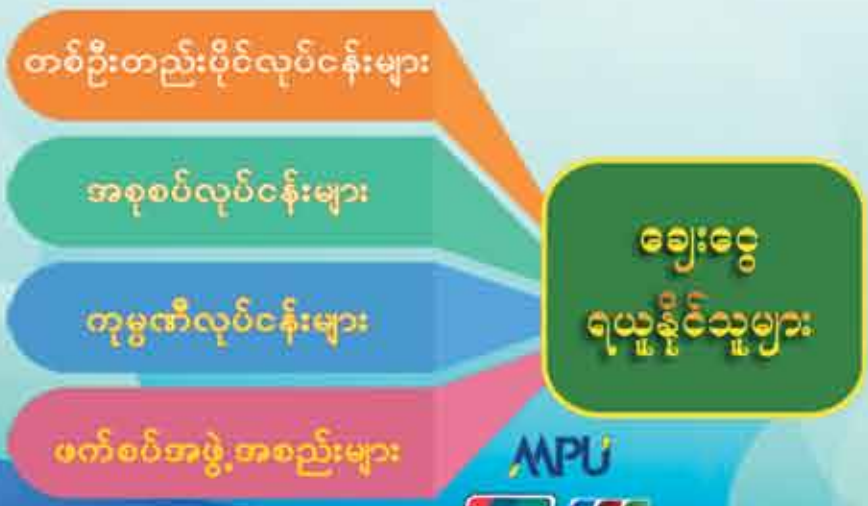 တစ်ဦးတည်းပိုင်လုပ်ငန်းများ
အစုစပ်လုပ်ငန်းများ
ကုမ္ပဏီလုပ်ငန်းများ
ဖက်စပ်အဖွဲ့အစည်းများ
ချေးငွေ
ရယူနိုင်သူများ
MPU